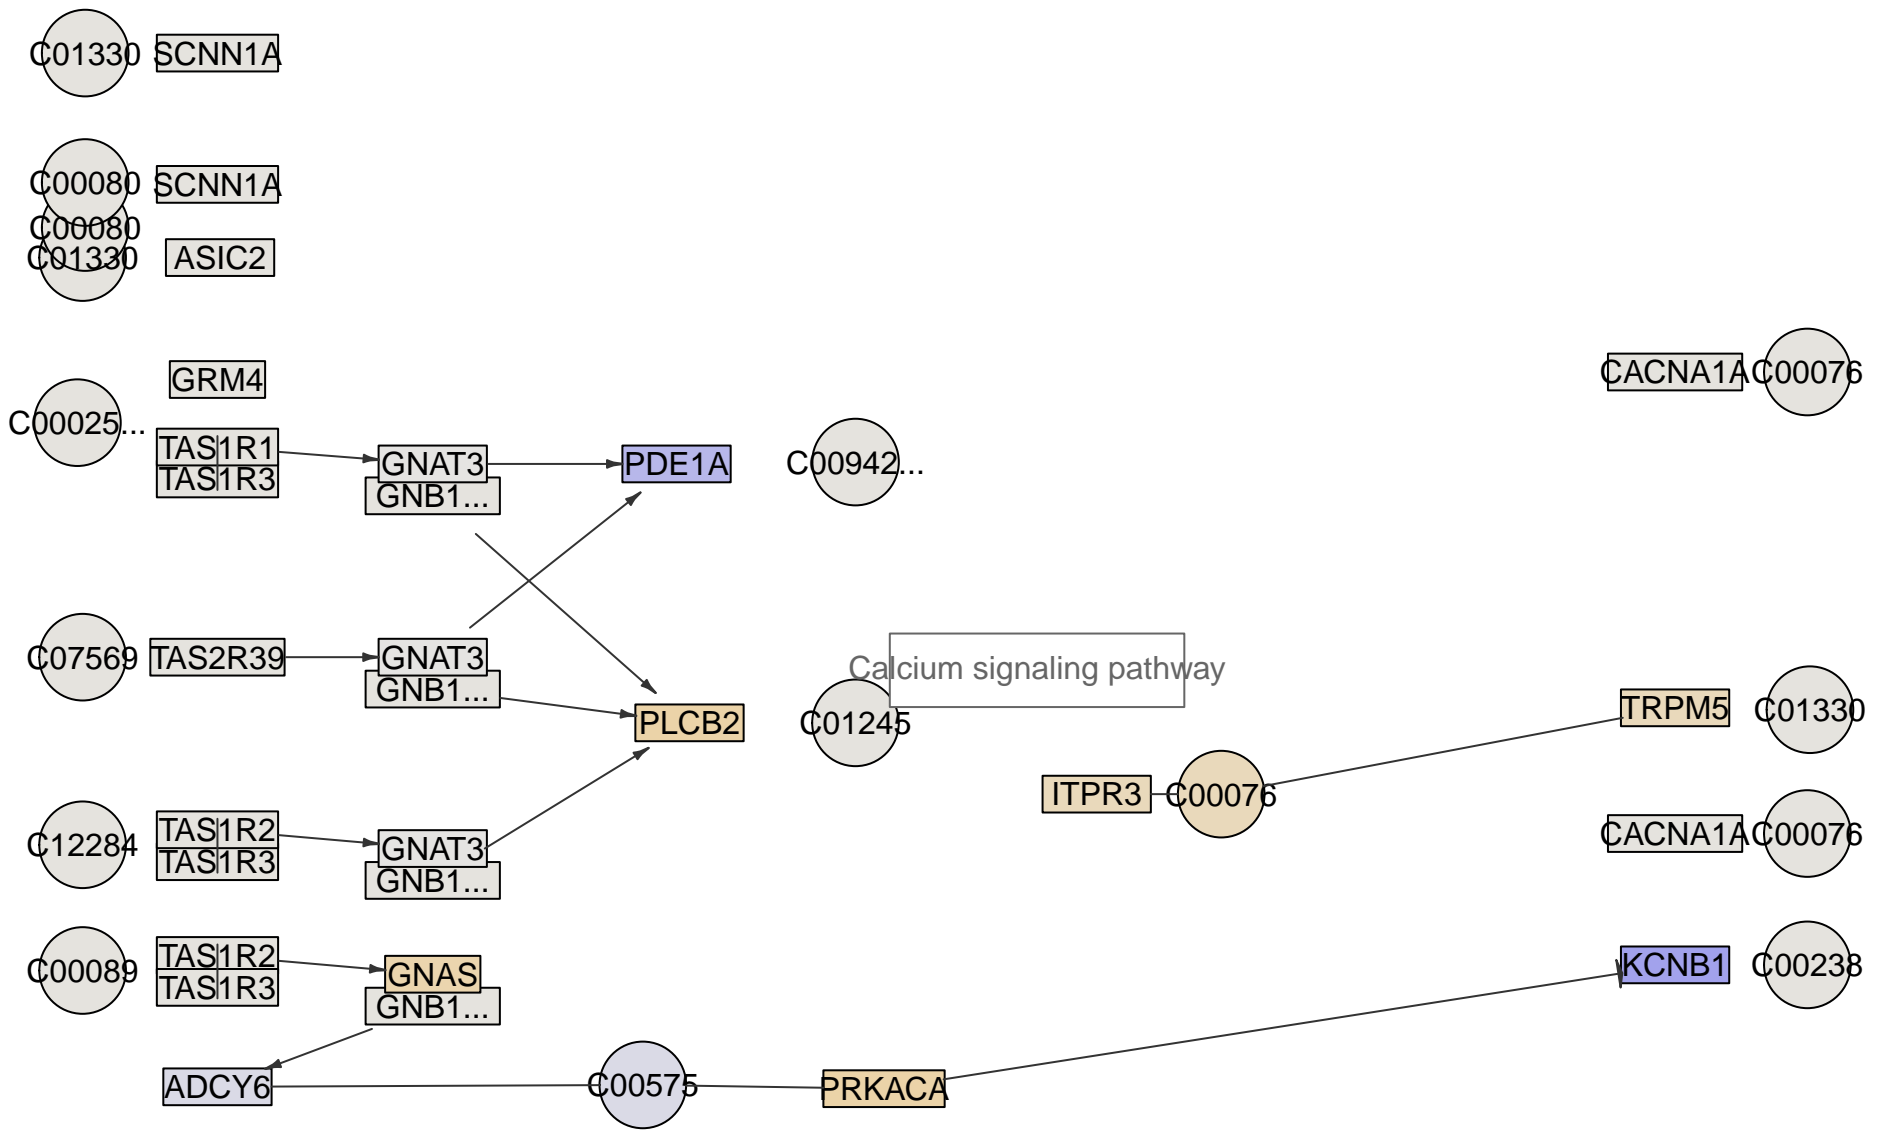 C01330 SCNN1A
C00080 SCNN1A
C00080
C01330 ASIC2
GRM4
CACNA1A C00076
C00025...
TAS1R1
GNAT3 PDE1A C00942...
TAS1R3
GNB1...
C07569 TAS2R39 GNAT3
Calcium signaling pathway
GNB1...
TRPM5 C01330
PLCB2 C01245
ITPR3 C00076
TAS1R2
CACNA1A C00076
C12284
GNAT3
TAS1R3
GNB1...
TAS1R2
KCNB1 C00238
C00089
GNAS
TAS1R3
GNB1...
ADCY6 C00575 PRKACA